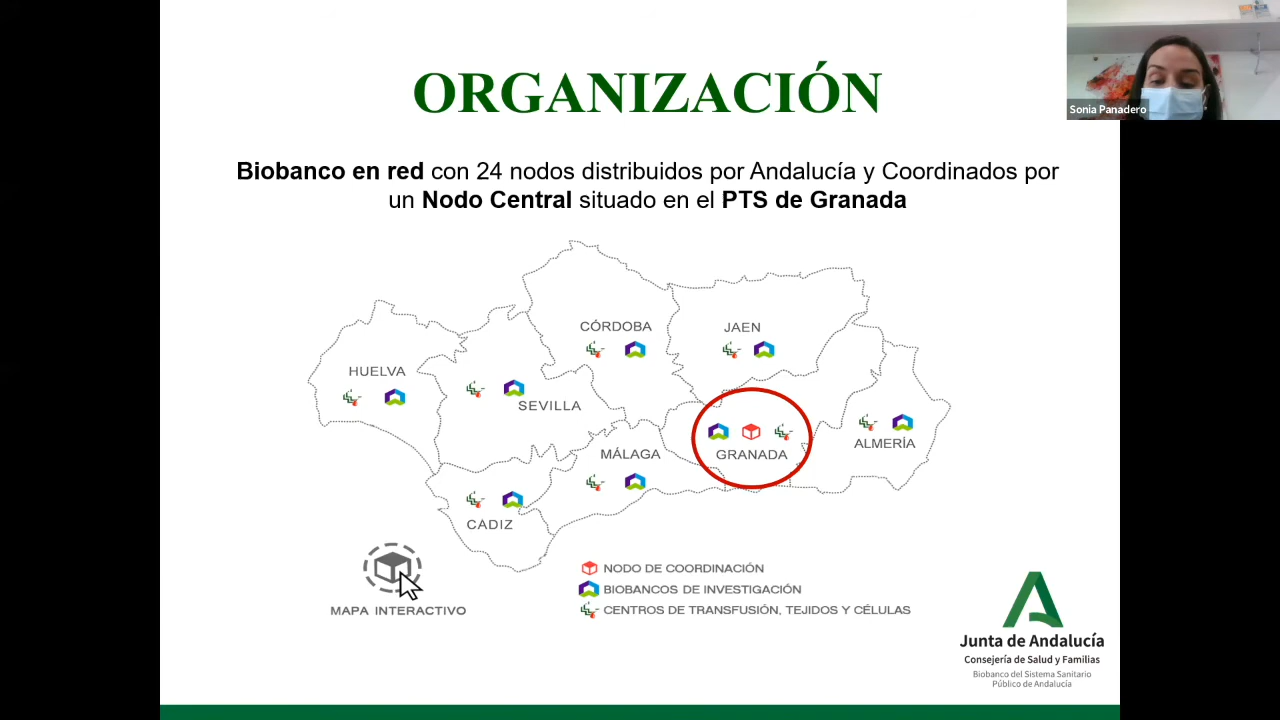 ORGANIZACIÓN
Sonia Panadero
Biobanco en red con 24 nodos distribuidos por Andalucía y Coordinados por
un Nodo Central situado en el PTS de Granada
CÓRDOBA
JAEN
HUELVA
SEVILLA
MÁLAGA
GRANADA
ALMERÍA
CÁDIZ
MAPA INTERACTIVO
NODO DE COORDINACIÓN
BIOBANCOS DE INVESTIGACIÓN
CENTROS DE TRANSFUSIÓN, TEJIDOS Y CÉLULAS
Junta de Andalucía
Consejería de Salud y Familias
Biobanco del Sistema Sanitario
Público de Andalucía